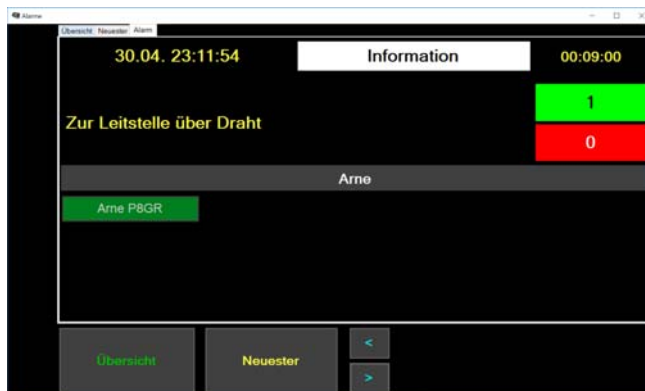 Alarme
Übersicht Neuester Alarm
30.04. 23:11:54 Information 00:09:00
1
Zur Leitstelle über Draht
0
Arne
Arne P8GR
<
Übersicht Neuester
>